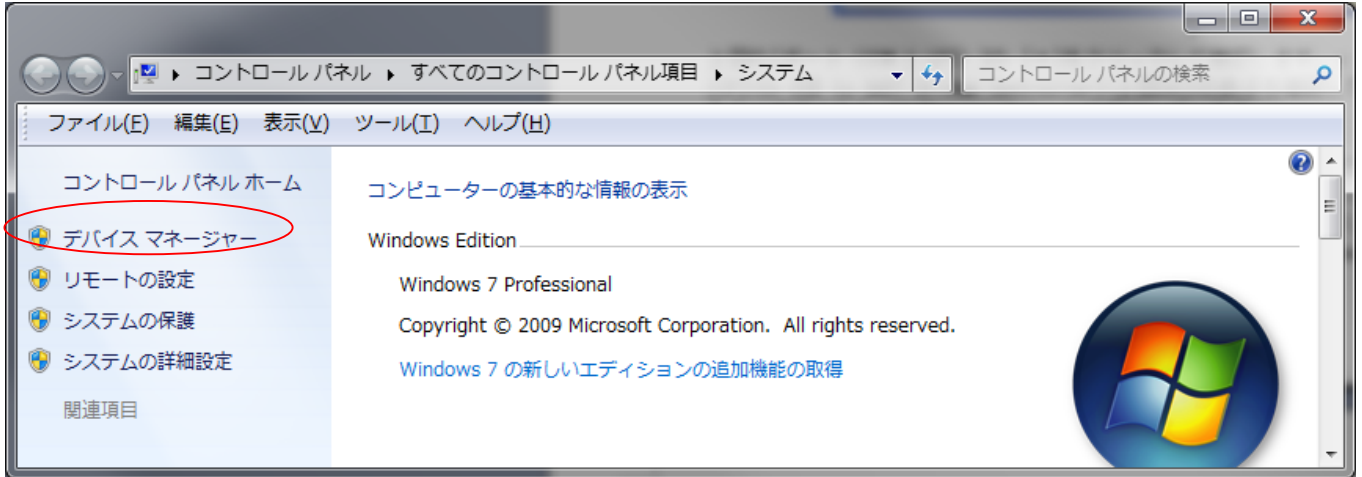 コントロール パネル ▸ すべてのコントロール パネル項目 ▸ システム
コントロール パネルの検索
ファイル(F) 編集(E) 表示(V) ツール(T) ヘルプ(H)
コントロール パネル ホーム
デバイス マネージャー
リモートの設定
システムの保護
システムの詳細設定
関連項目
コンピューターの基本的な情報の表示
Windows Edition
Windows 7 Professional
Copyright © 2009 Microsoft Corporation. All rights reserved.
Windows 7 の新しいエディションの追加機能の取得